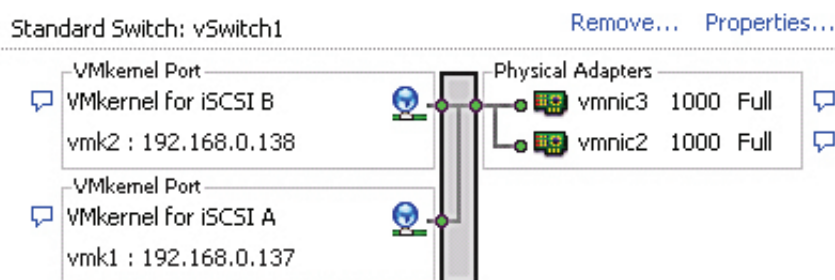 Standard Switch: vSwitch1 Remove... Properties...
VMkernel Port
VMkernel for iSCSI B
vmk2 : 192.168.0.138
VMkernel Port
VMkernel for iSCSI A
vmk1 : 192.168.0.137
Physical Adapters
vmnic3 1000 Full
vmnic2 1000 Full